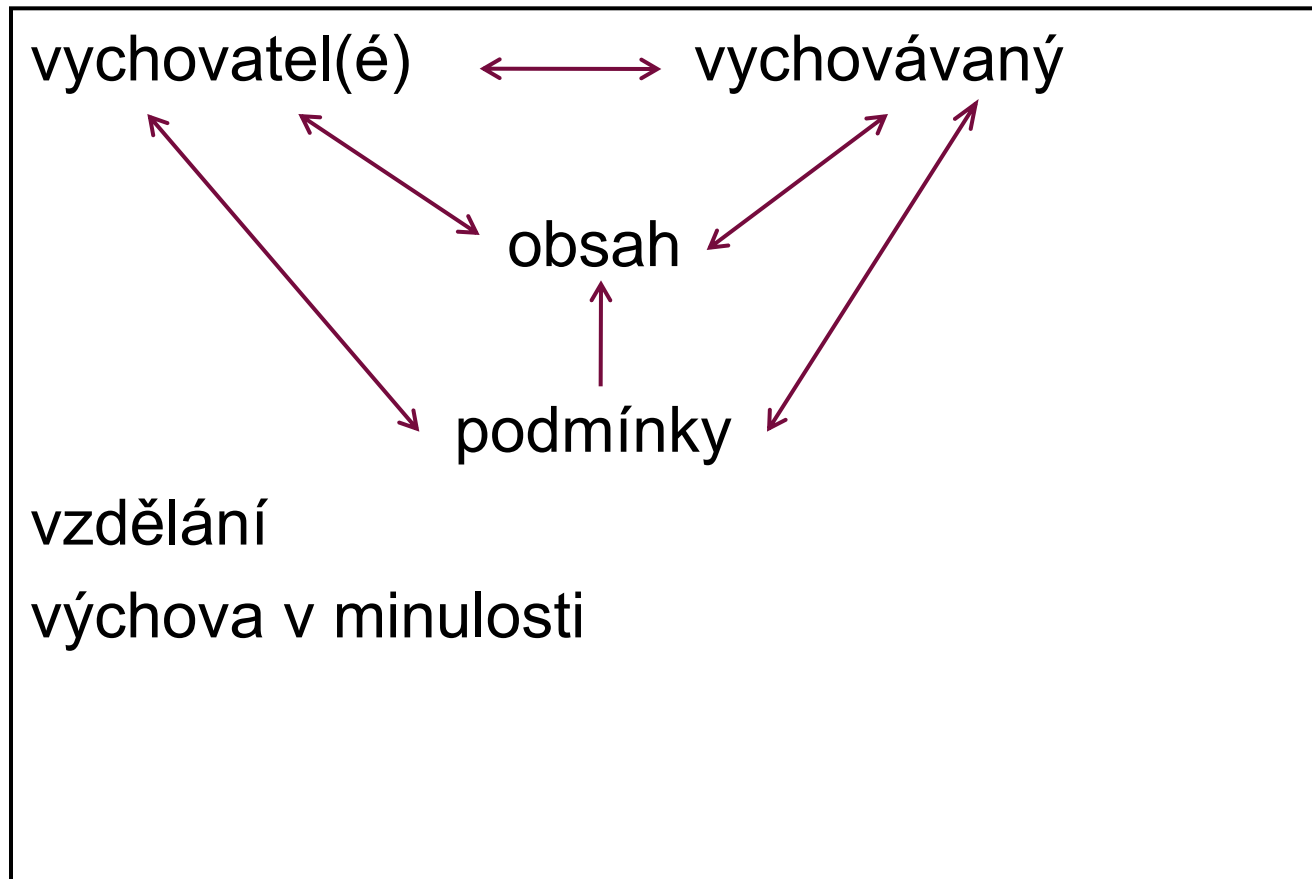 vychovatel(é) vychovávaný
obsah
podmínky
vzdělání
výchova v minulosti